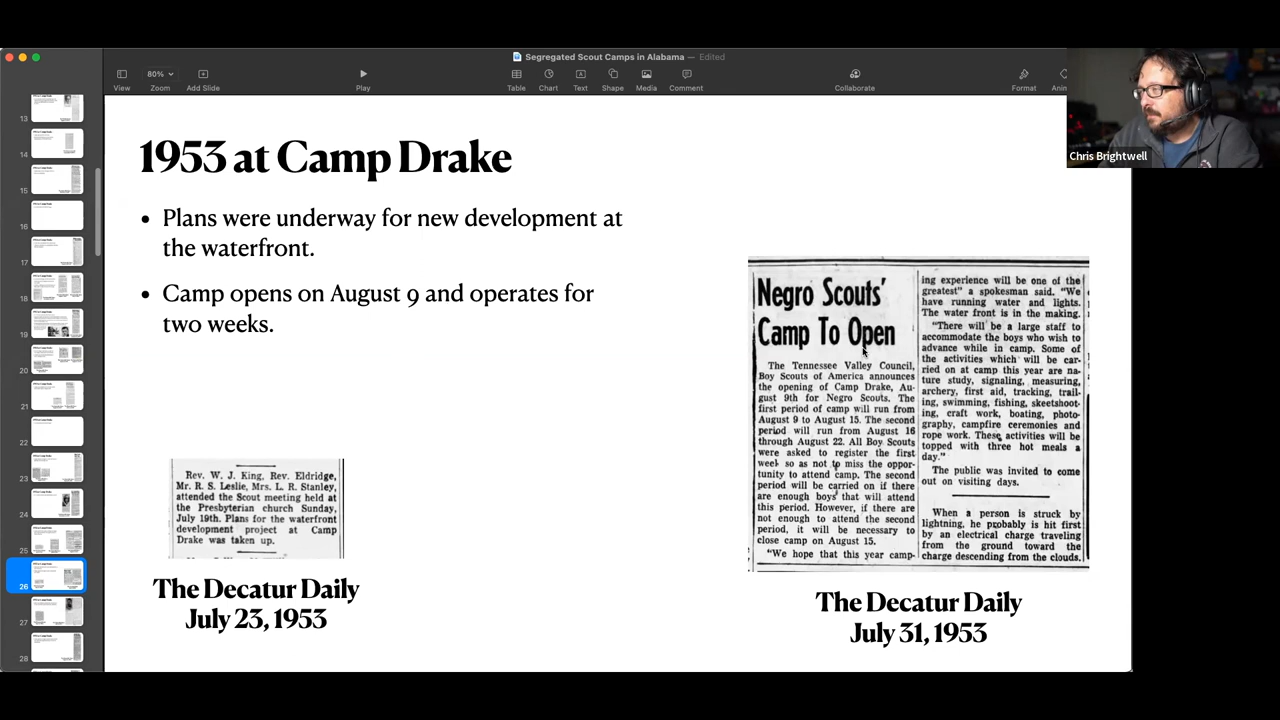 Segregated Scout Camps in Alabama — Edited
80%
View
Zoom
Add Slide
Play
Table
Chart
Text
Shape
Media
Comment
Collaborate
Format
Chris Brightwell
13
14
15
16
17
18
19
20
21
22
23
24
25
26
27
28
1953 at Camp Drake
• Plans were underway for new development at
the waterfront.
• Camp opens on August 9 and operates for
two weeks.
Rev. W. J. King, Rev. Eldridge,
Mr. R. S. Leslie, Mrs. L. R. Stanley,
attended the Scout meeting held at
the Presbyterian church Sunday,
July 19th. Plans for the waterfront
development project at Camp
Drake was taken up.
The Decatur Daily
July 23, 1953
Negro Scouts'
Camp To Open
The Tennessee Valley Council,
Boy Scouts of America announces
the opening of Camp Drake, Au-
gust 9th for Negro Scouts. The
first period of camp will run from
August 9 to August 15. The second
period will run from August 16
through August 22. All Boy Scouts
were asked to register the first
week so as not to miss the oppor-
tunity to attend camp. The second
period will be carried on if there
are enough boys that will attend
this period. However, if there are
not enough to attend the second
period, it will be necessary to
close camp on August 15.
"We hope that this year camp-
ing experience will be one of the
greatest" a spokesman said. "We
have running water and lights.
The water front is in the making.
"There will be a large staff to
accommodate the boys who wish to
advance while in camp. Some of
the activities which will be car-
ried on at camp this year are na-
ture study, signaling, measuring,
archery, first aid, tracking, trail-
ing, swimming, fishing, skeetshoot-
ing, craft work, boating, photo-
graphy, campfire ceremonies and
rope work. These activities will be
topped with three hot meals a
day."
The public was invited to come
out on visiting days.
When a person is struck by
lightning, he probably is hit first
by an electrical charge traveling
from the ground toward the
charge descending from the clouds.
The Decatur Daily
July 31, 1953